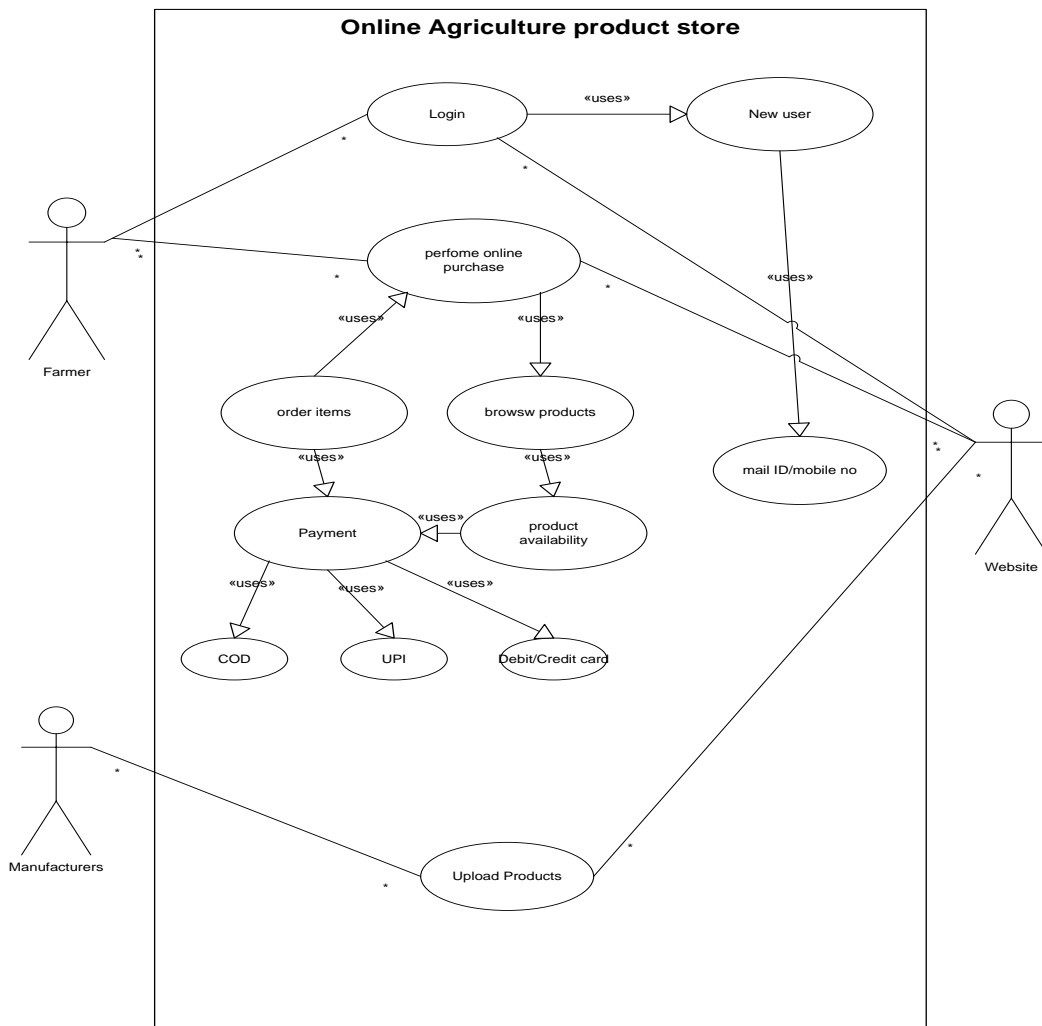 Online Agriculture product store
«uses»
Login
New user
*
*
Farmer
perfome online
purchase
*
*
*
*
«uses»
«uses»
«uses»
order items
browsw products
«uses»
«uses»
mail ID/mobile no
*
*
*
Website
Payment
«uses»
product
availability
«uses»
«uses»
«uses»
COD
UPI
Debit/Credit card
Manufacturers
*
*
*
Upload Products